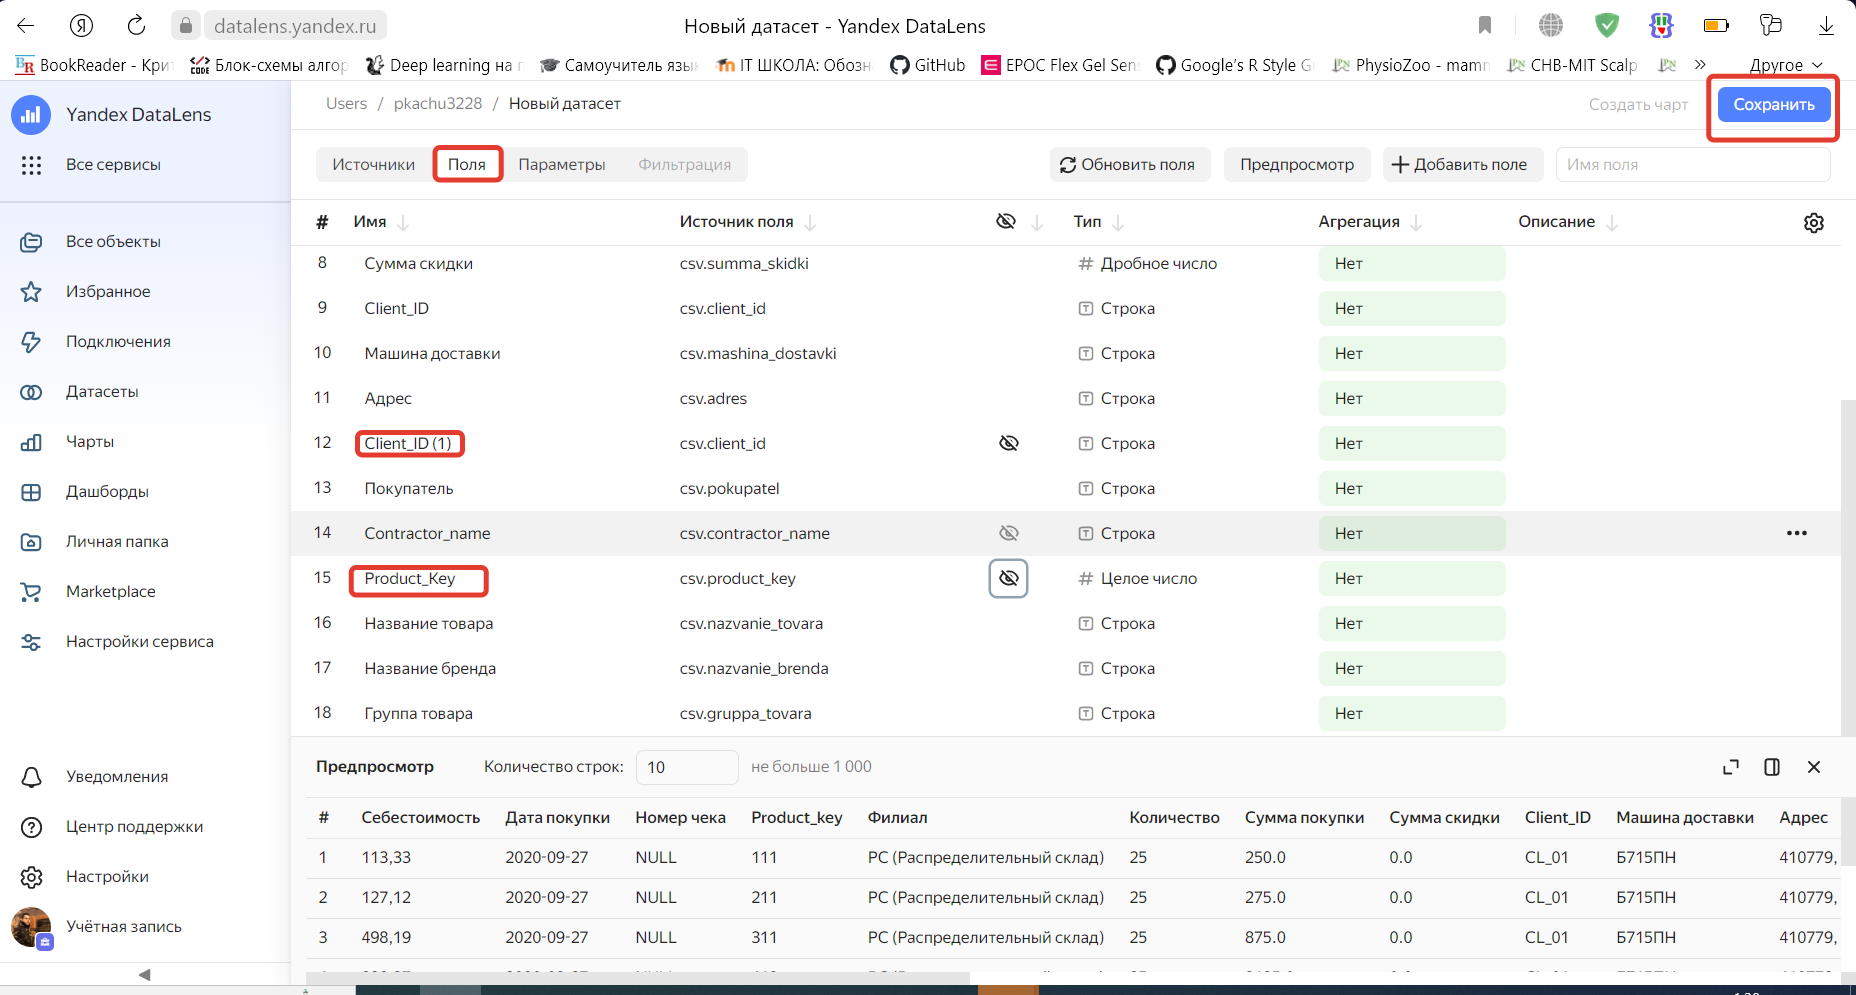 datalens.yandex.ru
Новый датасет - Yandex DataLens
BookReader - Кри
Блок-схемы алгор
Deep learning на
Самоучитель язы
IT ШКОЛА: Обозн
GitHub
EPOC Flex Gel Sen
Google's R Style G
PhysioZoo - mamm
CHB-MIT Scalp
»
Другое
Yandex DataLens
Users / pkachu3228 / Новый датасет
Создать чарт
Сохранить
Все сервисы
Источники
Поля
Параметры
Фильтрация
Обновить поля
Предпросмотр
Добавить поле
Имя поля
# Имя Источник поля Тип Агрегация Описание
Все объекты
Избранное
Подключения
Датасеты
Чарты
Дашборды
Личная папка
Marketplace
Настройки сервиса
8 Сумма скидки csv.summa_skidki # Дробное число Нет
9 Client_ID csv.client_id Строка Нет
10 Машина доставки csv.mashina_dostavki Строка Нет
11 Адрес csv.adres Строка Нет
12 Client_ID (1) csv.client_id Строка Нет
13 Покупатель csv.pokupatel Строка Нет
14 Contractor_name csv.contractor_name Строка Нет
15 Product_Key csv.product_key # Целое число Нет
16 Название товара csv.nazvanie_tovara Строка Нет
17 Название бренда csv.nazvanie_brenda Строка Нет
18 Группа товара csv.gruppa_tovara Строка Нет
Уведомления
Центр поддержки
Настройки
Учётная запись
Предпросмотр Количество строк: 10 не больше 1 000
# Себестоимость Дата покупки Номер чека Product_key Филиал Количество Сумма покупки Сумма скидки Client_ID Машина доставки Адрес
1 113,33 2020-09-27 NULL 111 РС (Распределительный склад) 25 250.0 0.0 CL_01 Б715ПН 410779,
2 127,12 2020-09-27 NULL 211 РС (Распределительный склад) 25 275.0 0.0 CL_01 Б715ПН 410779,
3 498,19 2020-09-27 NULL 311 РС (Распределительный склад) 25 875.0 0.0 CL_01 Б715ПН 410779,